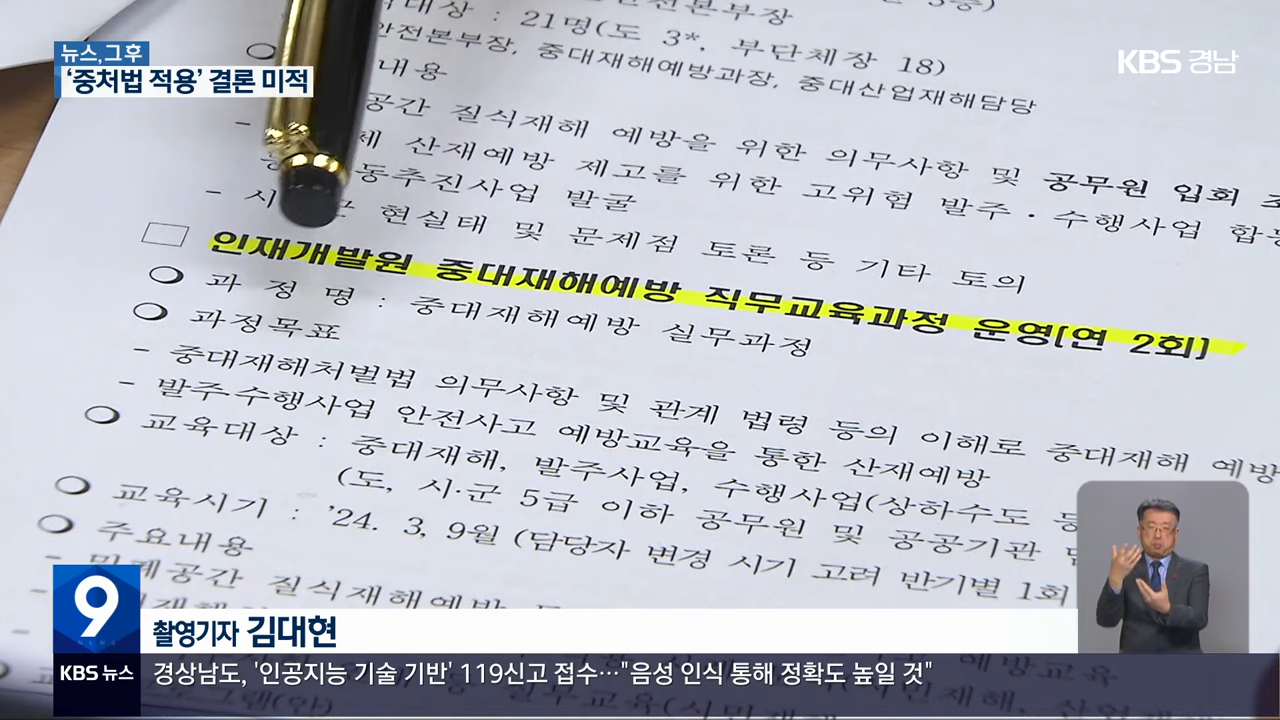 뉴스, 그후
'중처법 적용' 결론 미적
KBS 경남
대상 : 21명(도 3*, 부단체장 18)
안전본부장, 중대재해예방과장, 중대산업재해담당
내용
공간 질식재해 예방을 위한 의무사항 및 공무원 입회
산재예방 제고를 위한 고위험 발주·수행사업
동추진사업 발굴
현실태 및 문제점 토론 등 기타 토의
□ 인재개발원 중대재해예방 직무교육과정 운영(연 2회)
○ 과 정 명 : 중대재해예방 실무과정
○ 과정목표
- 중대재해처벌법 의무사항 및 관계 법령 등의 이해로 중대재해 예방
- 발주·수행사업 안전사고 예방교육을 통한 산재예방
○ 교육대상 : 중대재해, 발주사업, 수행사업(상하수도
(도, 시·군 5급 이하 공무원 및 공공기관
○ 교육시기 : '24. 3, 9월 (담당자 변경 시기 고려 반기별 1회
○ 주요내용
- 밀폐공간 질식재해예방
9
NEWS
촬영기자 김대현
KBS 뉴스
경상남도, '인공지능 기술 기반' 119신고 접수…"음성 인식 통해 정확도 높일 것"